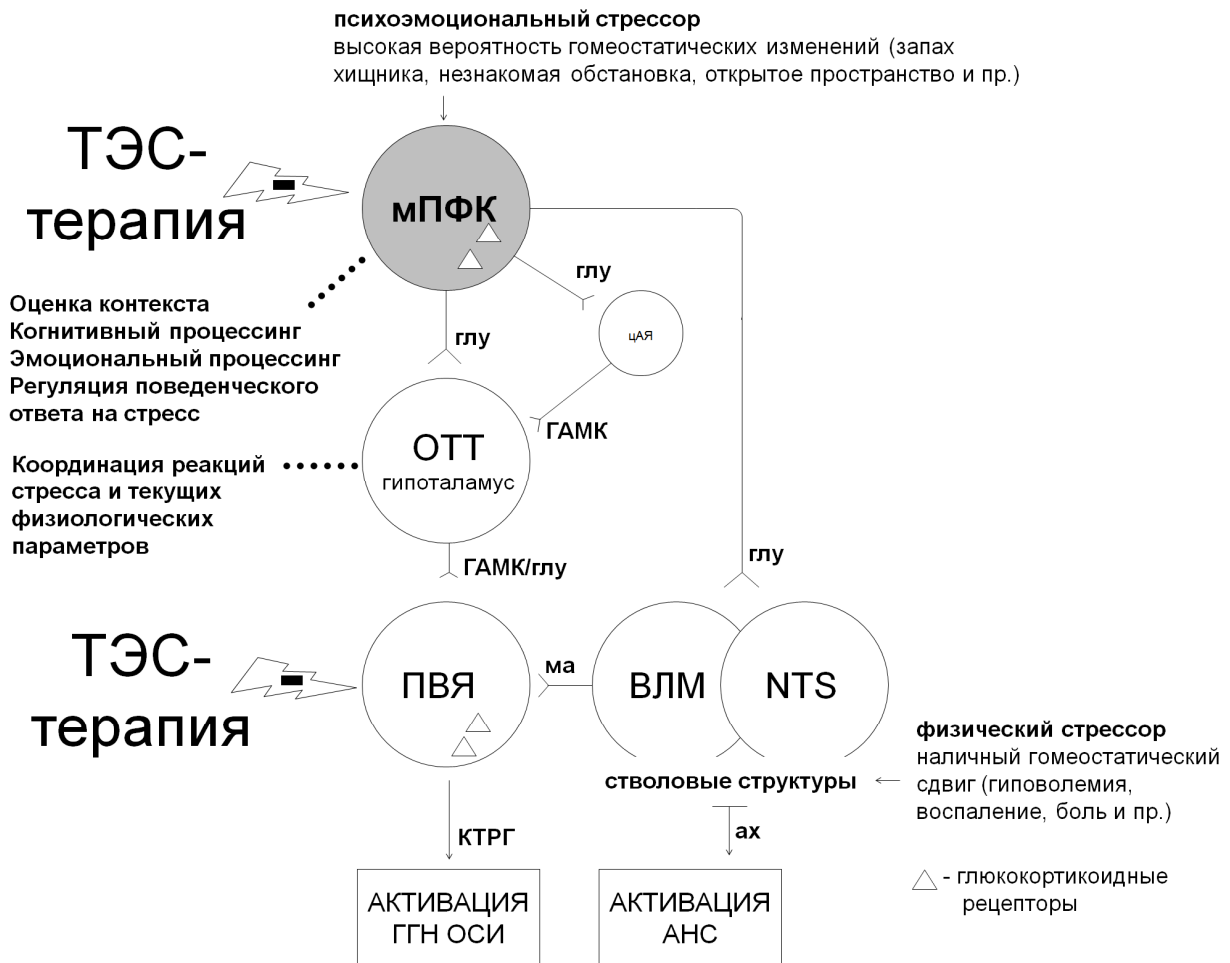 психоэмоциональный стрессор
высокая вероятность гомеостатических изменений (запах
хищника, незнакомая обстановка, открытое пространство и пр.)
ТЭС-
терапия
мПФК
глу
Оценка контекста
Когнитивный процессинг
Эмоциональный процессинг
Регуляция поведенческого
ответа на стресс
глу
цАЯ
ГАМК
ОТТ
гипоталамус
Координация реакций
стресса и текущих
физиологических
параметров
ГАМК/глу
глу
ТЭС-
терапия
ПВЯ
ма
ВЛМ
NTS
физический стрессор
наличный гомеостатический
сдвиг (гиповолемия,
воспаление, боль и пр.)
стволовые структуры
КТРГ
ах
АКТИВАЦИЯ
ГГН ОСИ
АКТИВАЦИЯ
АНС
- глюкокортикоидные
рецепторы